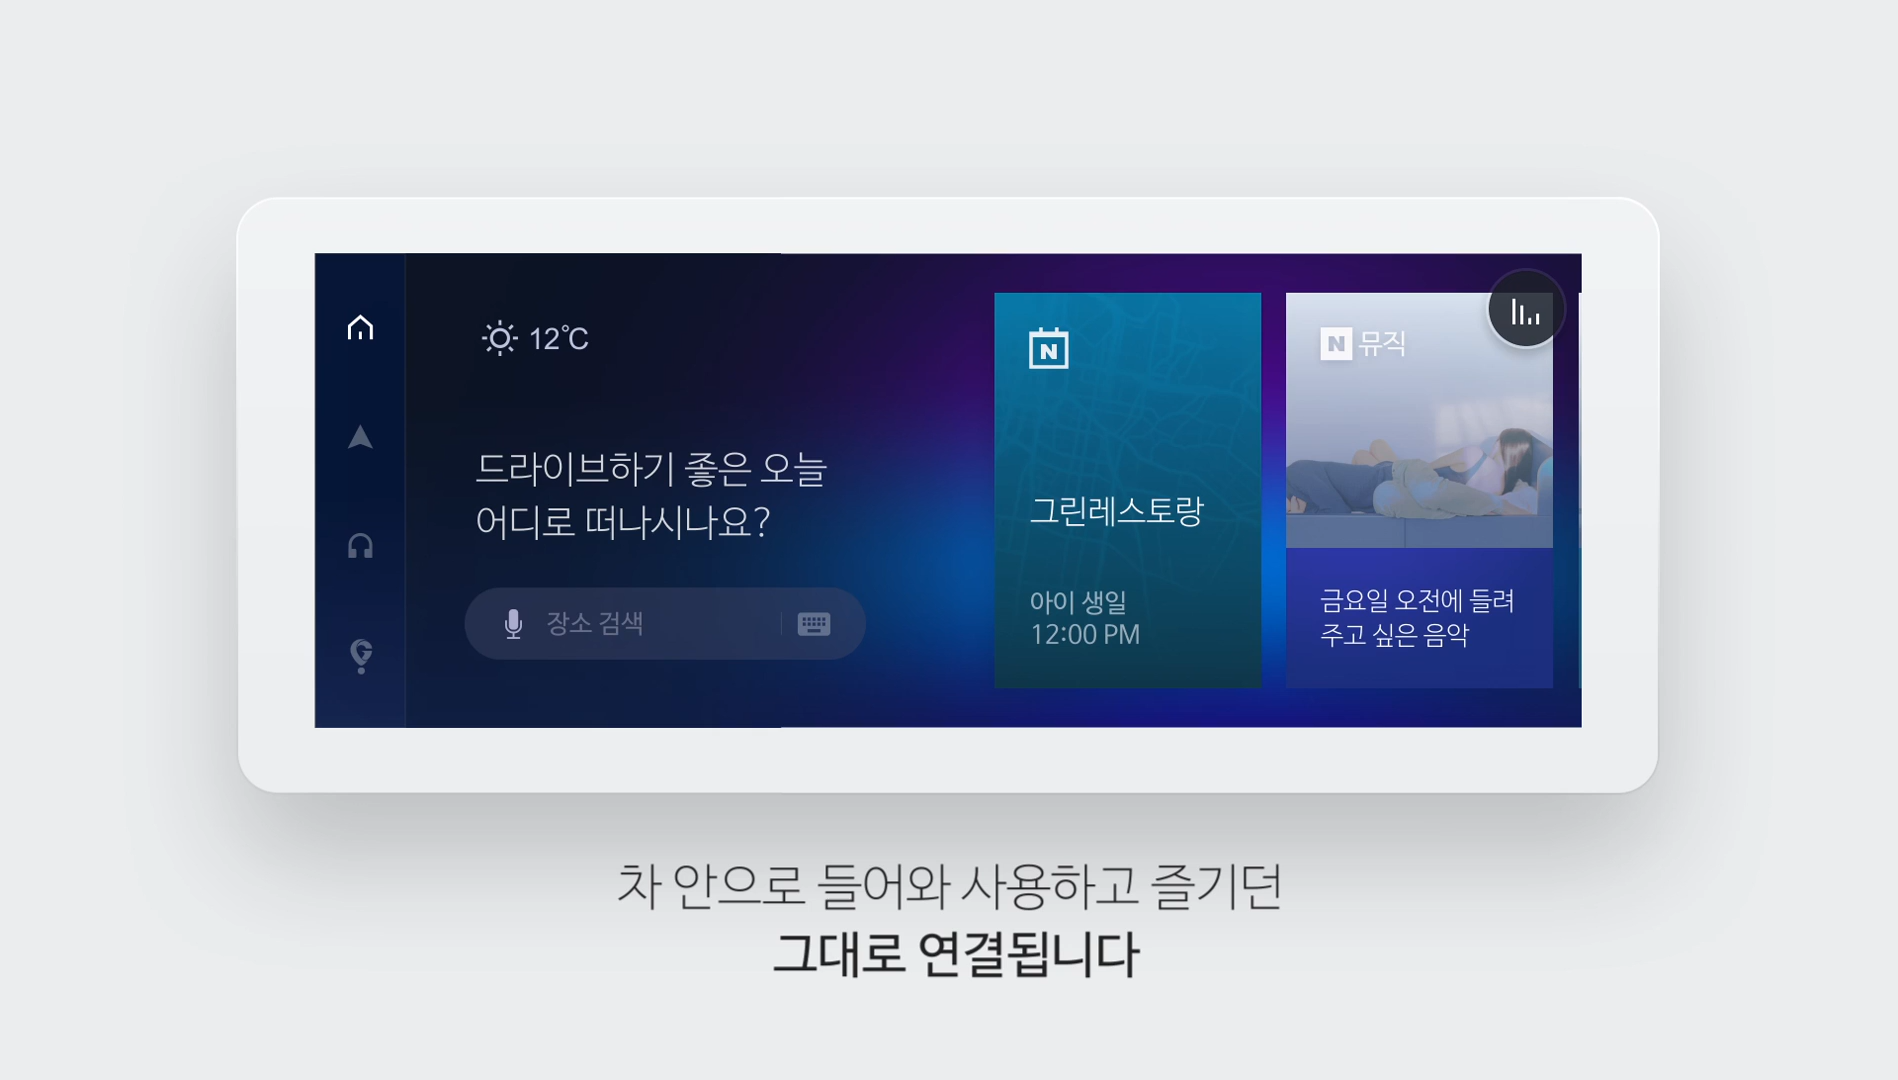 12℃
드라이브하기 좋은 오늘
어디로 떠나시나요?
장소 검색
N
그린레스토랑
아이 생일
12:00 PM
N 뮤직
금요일 오전에 들려
주고 싶은 음악
차 안으로 들어와 사용하고 즐기던
그대로 연결됩니다